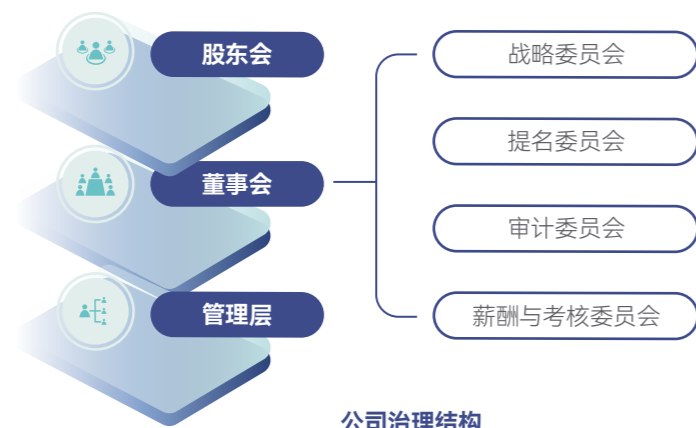 股东会
董事会
管理层
战略委员会
提名委员会
审计委员会
薪酬与考核委员会
公司治理结构